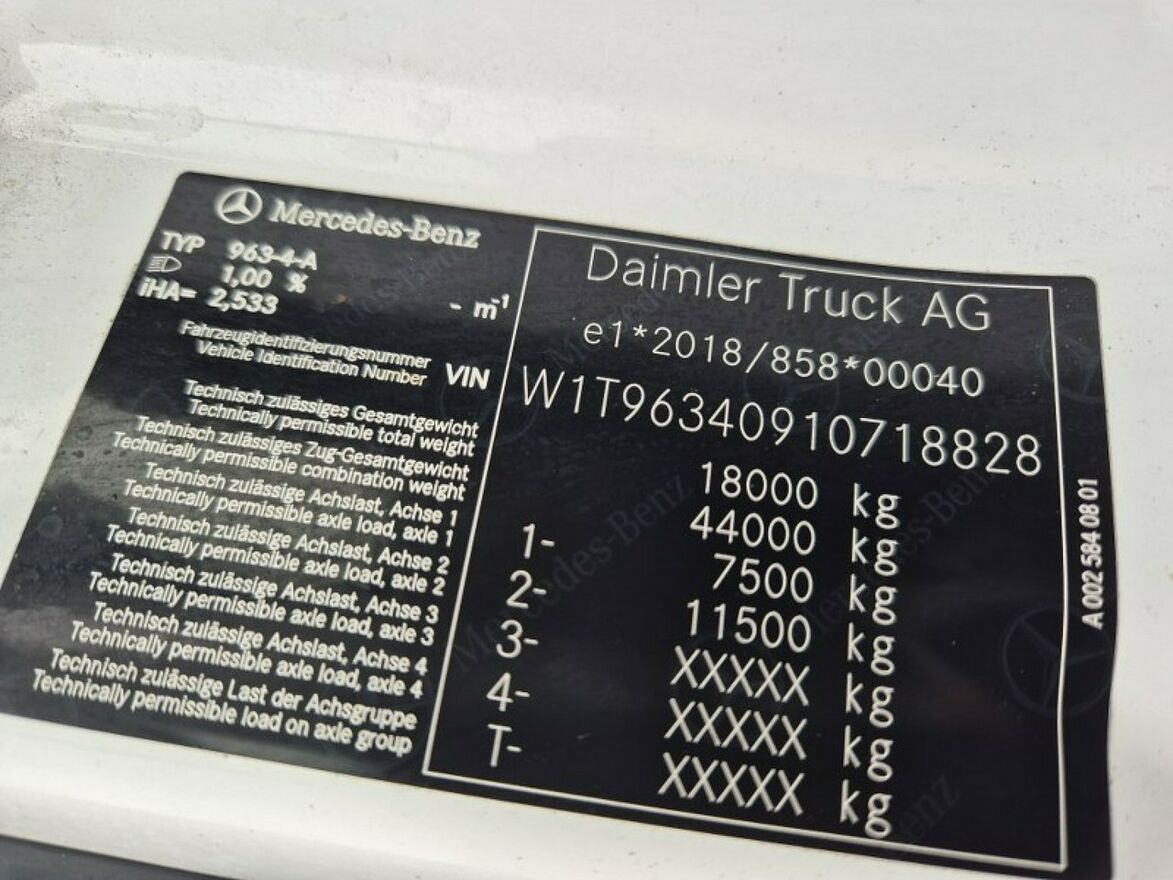 Mercedes-Benz
TYP 963-4-A
1,00 %
iHA= 2,533 - m⁻¹
Daimler Truck AG
e1*2018/858*00040
Fahrzeugidentifizierungsnummer
Vehicle Identification Number VIN W1T96340910718828
Technisch zulässiges Gesamtgewicht
Technically permissible total weight 18000 kg
Technisch zulässiges Zug-Gesamtgewicht
Technically permissible combination weight 44000 kg
Technisch zulässige Achslast, Achse 1
Technically permissible axle load, axle 1 1- 7500 kg
Technisch zulässige Achslast, Achse 2
Technically permissible axle load, axle 2 2- 11500 kg
Technisch zulässige Achslast, Achse 3
Technically permissible axle load, axle 3 3- XXXXX kg
Technisch zulässige Achslast, Achse 4
Technically permissible axle load, axle 4 4- XXXXX kg
Technisch zulässige Last der Achsgruppe
Technically permissible load on axle group T- XXXXX kg
A 002 584 08 01